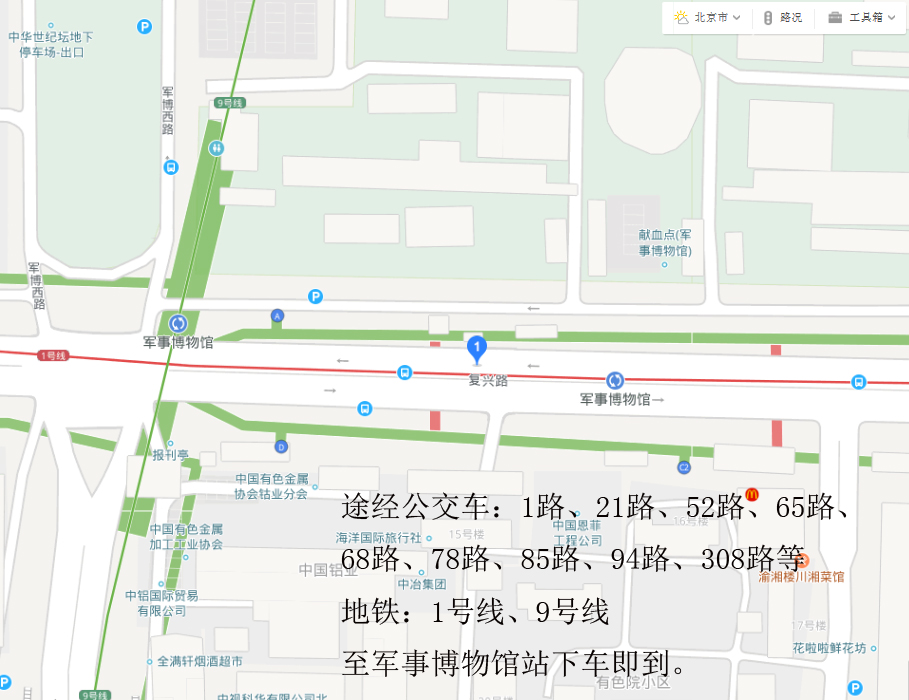 北京市
路况
工具箱
中华世纪坛地下
停车场-出口
P
军博西路
9号线
献血点(军
事博物馆)
军博西路
P
A
军事博物馆
1号线
1
复兴路
军事博物馆
报刊亭
D
C2
中国有色金属
协会钴业分会
途经公交车：1路、21路、52路、65路、
68路、78路、85路、94路、308路等
地铁：1号线、9号线
至军事博物馆站下车即到。
中国有色金属
加工工业协会
海洋国际旅行社
15号楼
中国恩菲
工程公司
16号楼
中国铝业
中冶集团
渝湘楼川湘菜馆
中铝国际贸易
有限公司
17号楼
花啦啦鲜花坊
全满轩烟酒超市
有色院小区
P
P
9号线